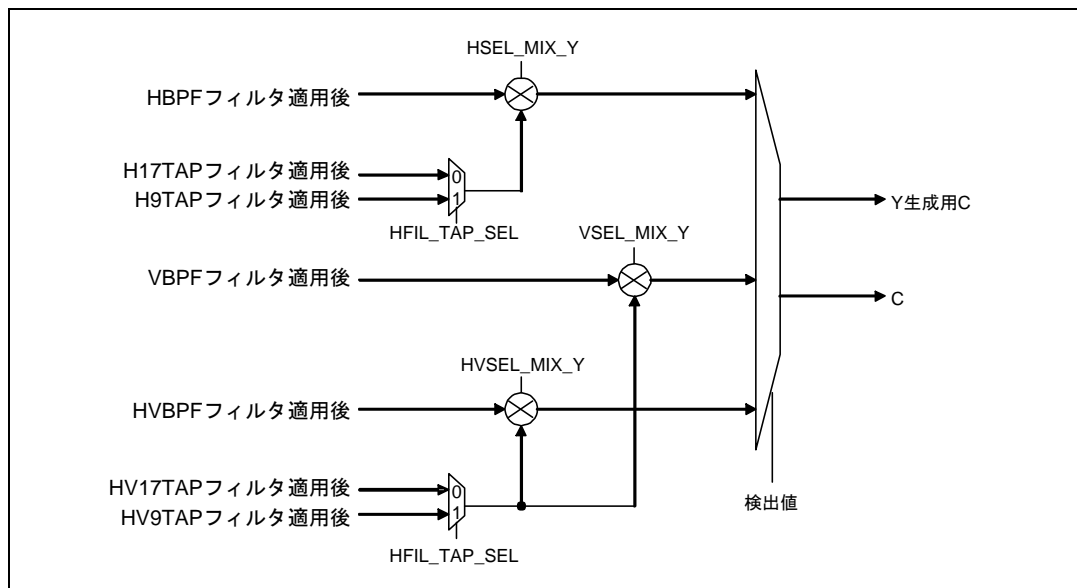 HSEL_MIX_Y
HBPFフィルタ適用後
H17TAPフィルタ適用後
0
H9TAPフィルタ適用後
1
Y生成用C
HFIL_TAP_SEL
VSEL_MIX_Y
VBPFフィルタ適用後
C
HVSEL_MIX_Y
HVBPFフィルタ適用後
HV17TAPフィルタ適用後
0
検出値
HV9TAPフィルタ適用後
1
HFIL_TAP_SEL